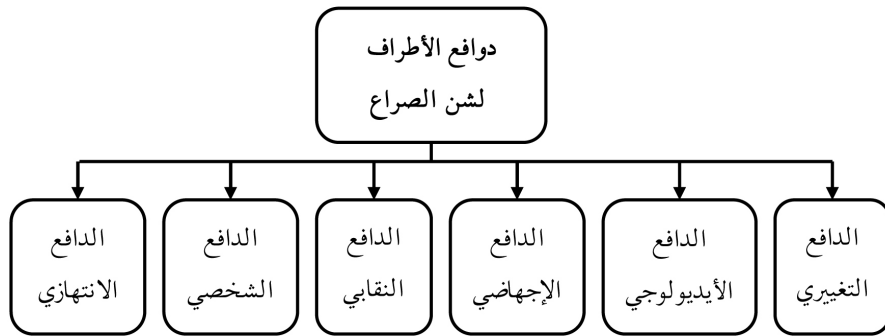 دوافع الأطراف
لشن الصراع
الدافع
التغييري
الدافع
الأيديولوجي
الدافع
الإجهاضي
الدافع
النقابي
الدافع
الشخصي
الدافع
الانتهازي